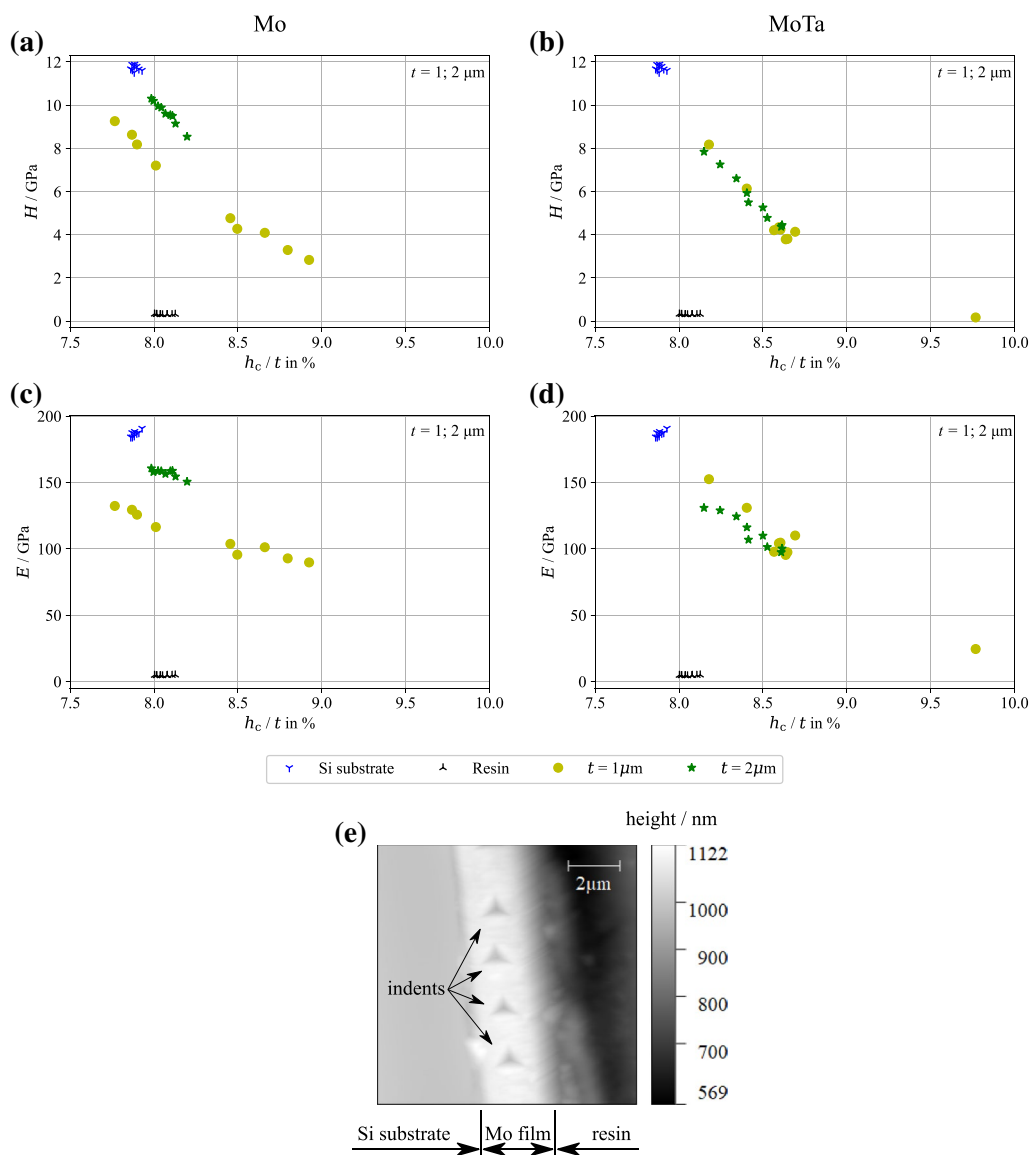 Mo
MoTa
(a)
(b)
12
10
8
6
4
2
0
H / GPa
t = 1; 2 μm
7.5 8.0 8.5 9.0 9.5 10.0
h_c / t in %
12
10
8
6
4
2
0
H / GPa
t = 1; 2 μm
7.5 8.0 8.5 9.0 9.5 10.0
h_c / t in %
(c)
(d)
200
150
100
50
0
E / GPa
t = 1; 2 μm
7.5 8.0 8.5 9.0 9.5 10.0
h_c / t in %
200
150
100
50
0
E / GPa
t = 1; 2 μm
7.5 8.0 8.5 9.0 9.5 10.0
h_c / t in %
Si substrate Resin t = 1μm t = 2μm
(e)
height / nm
2μm
indents
1122
1000
900
800
700
569
Si substrate Mo film resin